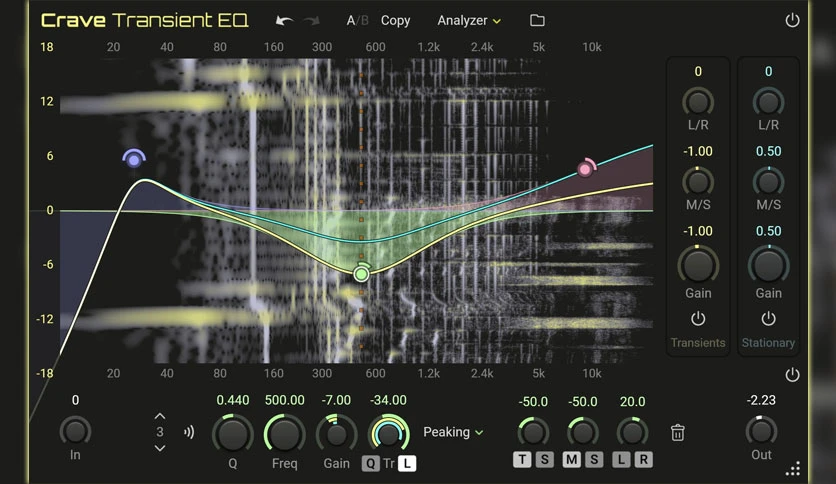 Crave Transient EQ
A/B Copy Analyzer
18 20 40 80 160 300 600 1.2k 2.4k 5k 10k
12
6
0
-6
-12
-18 20 40 80 160 300 600 1.2k 2.4k 5k 10k
0 0
L/R L/R
-1.00 0.50
M/S M/S
-1.00 0.50
Gain Gain
Transients Stationary
0 0.440 500.00 -7.00 -34.00 -50.0 -50.0 20.0 -2.23
3 Peaking
In Q Freq Gain Q Tr L T S M S L R Out